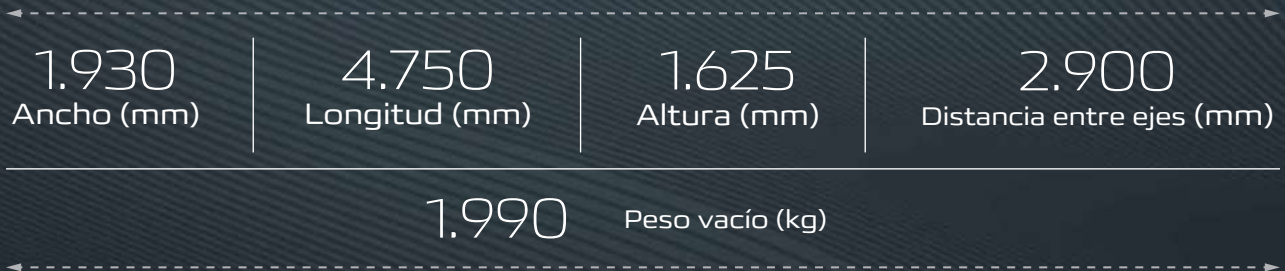 1.930
Ancho (mm)
4.750
Longitud (mm)
1.625
Altura (mm)
2.900
Distancia entre ejes (mm)
1.990 Peso vacío (kg)